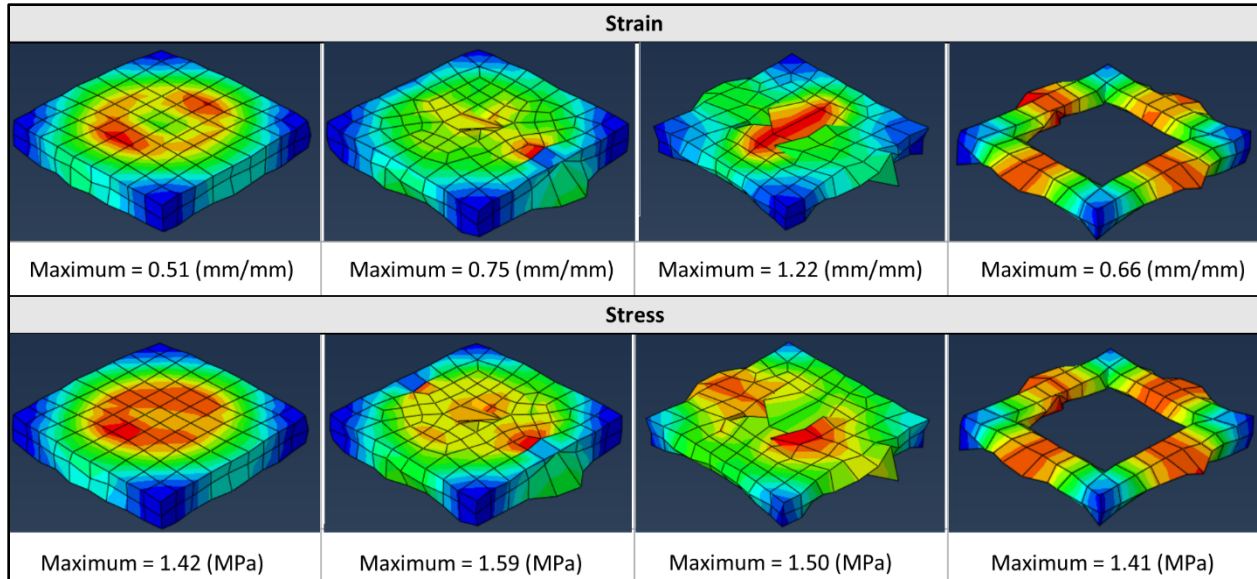 Strain
Maximum = 0.51 (mm/mm)
Maximum = 0.75 (mm/mm)
Maximum = 1.22 (mm/mm)
Maximum = 0.66 (mm/mm)
Stress
Maximum = 1.42 (MPa)
Maximum = 1.59 (MPa)
Maximum = 1.50 (MPa)
Maximum = 1.41 (MPa)